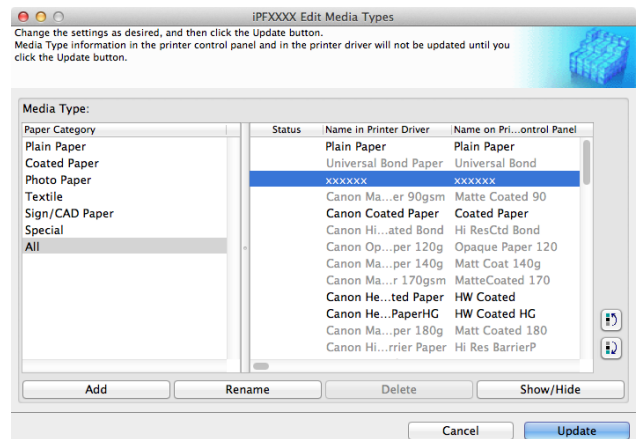 iPFXXXX Edit Media Types
Change the settings as desired, and then click the Update button.
Media Type information in the printer control panel and in the printer driver will not be updated until you
click the Update button.
Media Type:
Paper Category Status Name in Printer Driver Name on Pri...ontrol Panel
Plain Paper Plain Paper Plain Paper
Coated Paper Universal Bond Paper Universal Bond
Photo Paper xxxxxx xxxxxx
Textile Canon Ma...er 90gsm Matte Coated 90
Sign/CAD Paper Canon Coated Paper Coated Paper
Special Canon Hi...ated Bond Hi ResCtd Bond
All Canon Op...per 120g Opaque Paper 120
Canon Ma...per 140g Matt Coat 140g
Canon Ma...r 170gsm MatteCoated 170
Canon He...ted Paper HW Coated
Canon He...PaperHG HW Coated HG
Canon Ma...per 180g Matt Coated 180
Canon Hi...rrier Paper Hi Res BarrierP
Add Rename Delete Show/Hide
Cancel Update